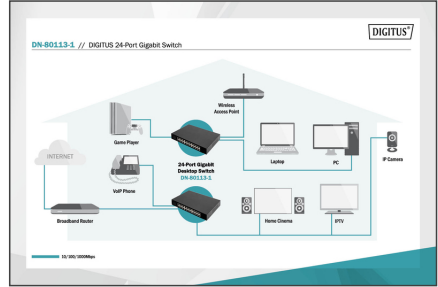 DIGITUS®
DN-80113-1 // DIGITUS 24-Port Gigabit Switch
Wireless
Access Point
Game Player
INTERNET
24-Port Gigabit
Desktop Switch
DN-80113-1
Laptop
PC
IP Camera
VoIP Phone
Broadband Router
Home Cinema
IPTV
10/100/1000Mbps